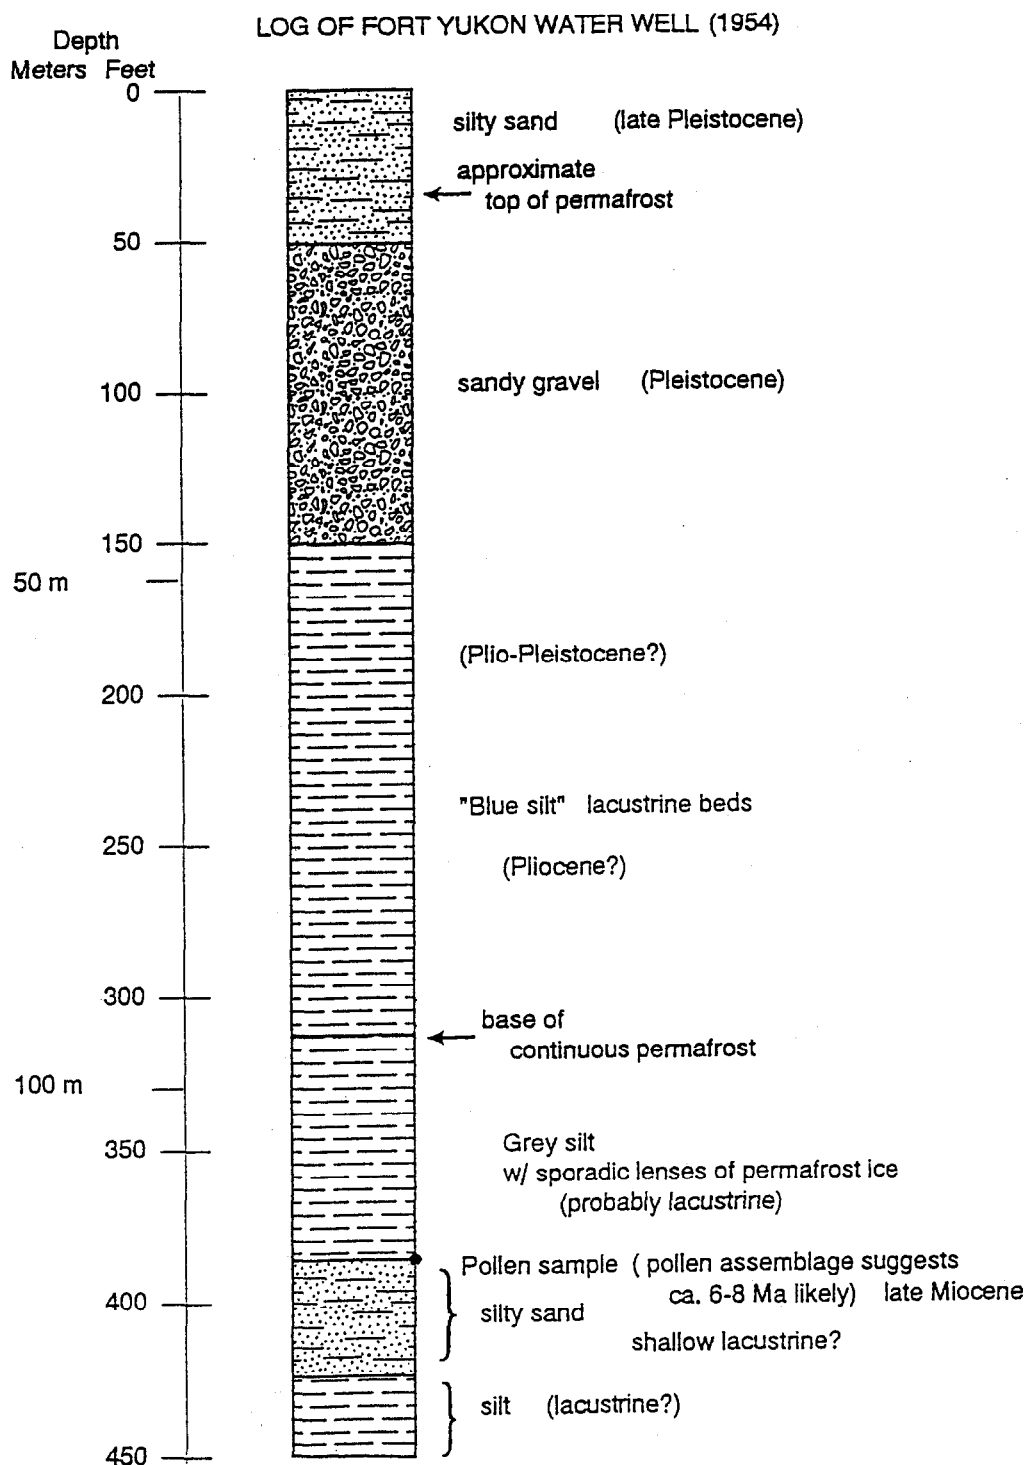 LOG OF FORT YUKON WATER WELL (1954)
Depth
Meters Feet
0
silty sand (late Pleistocene)
approximate
top of permafrost
50
100
sandy gravel (Pleistocene)
150
50 m
(Plio-Pleistocene?)
200
"Blue silt" lacustrine beds
250
(Pliocene?)
300
base of
continuous permafrost
100 m
350
Grey silt
w/ sporadic lenses of permafrost ice
(probably lacustrine)
Pollen sample ( pollen assemblage suggests
ca. 6-8 Ma likely) late Miocene
400
silty sand
shallow lacustrine?
silt (lacustrine?)
450